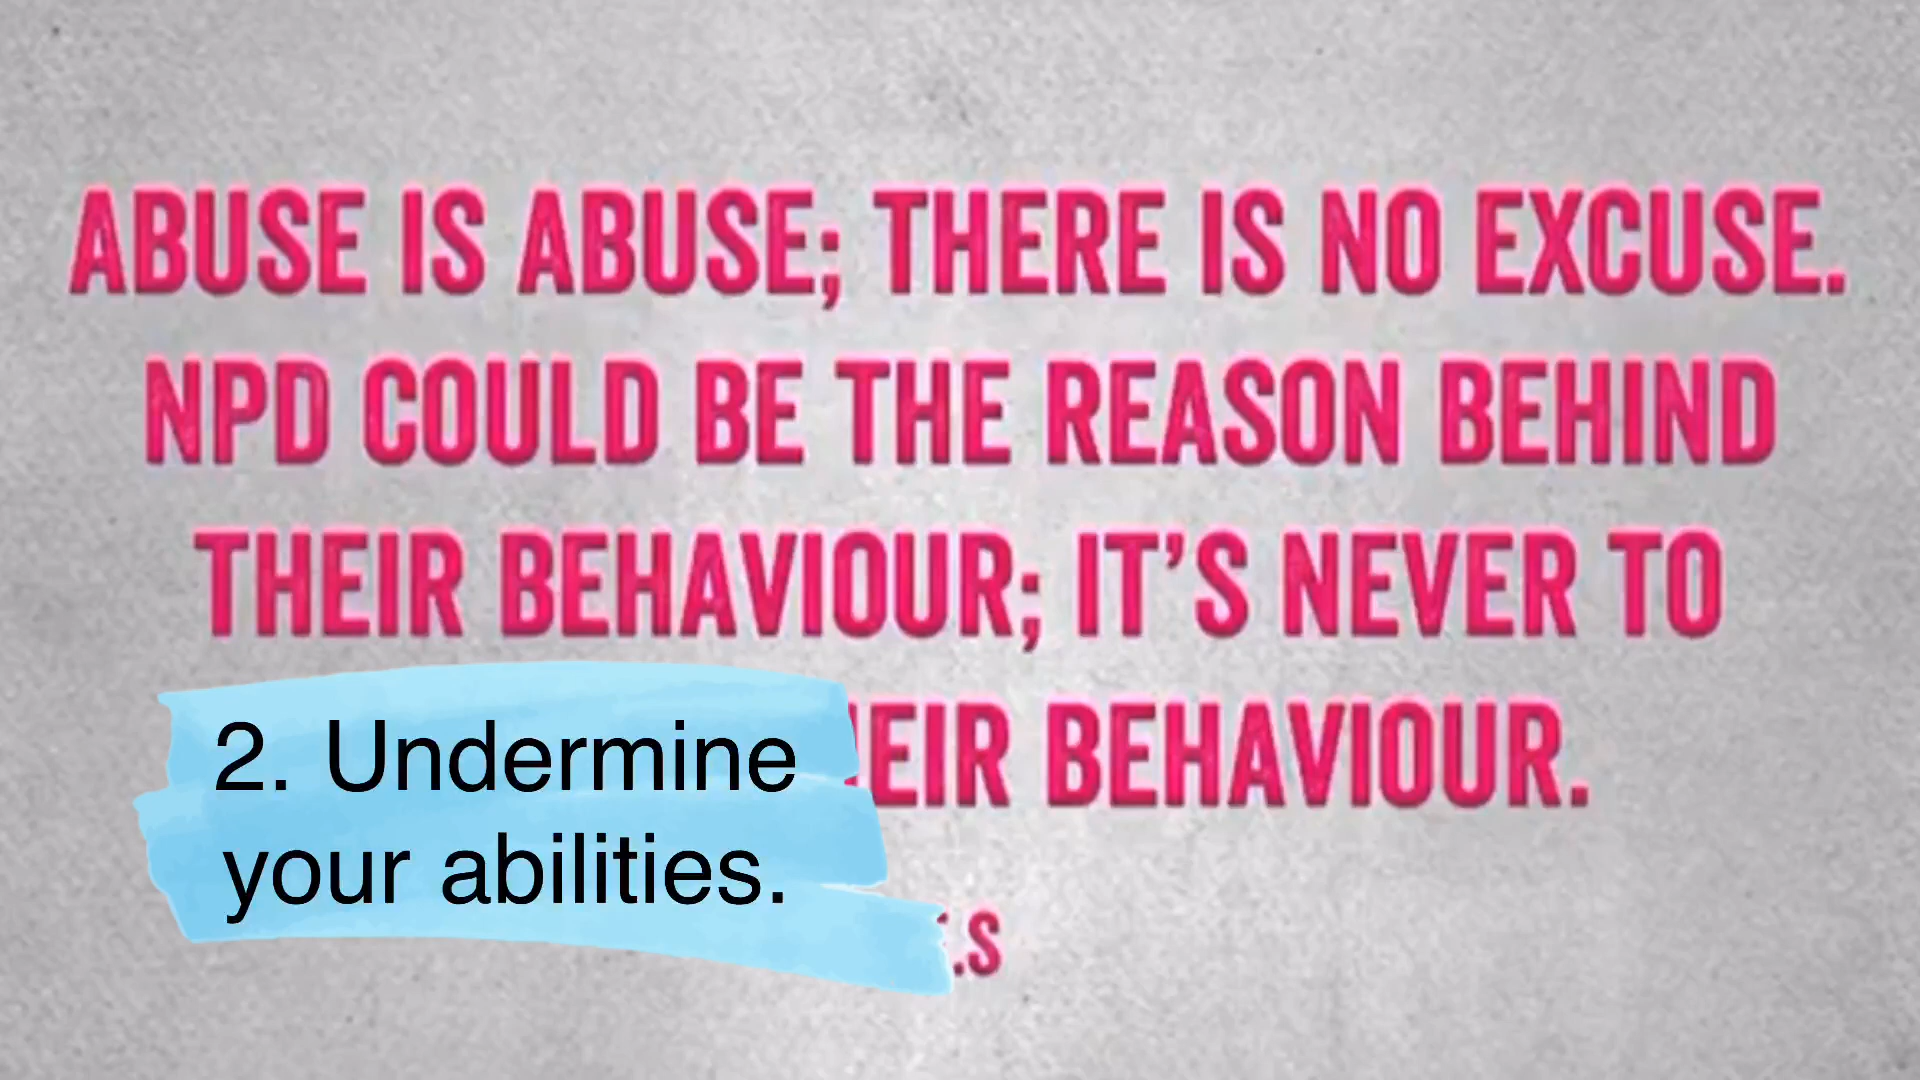 ABUSE IS ABUSE; THERE IS NO EXCUSE.
NPD COULD BE THE REASON BEHIND
THEIR BEHAVIOUR; IT'S NEVER TO
BEHAVIOUR.
2. Undermine
your abilities.